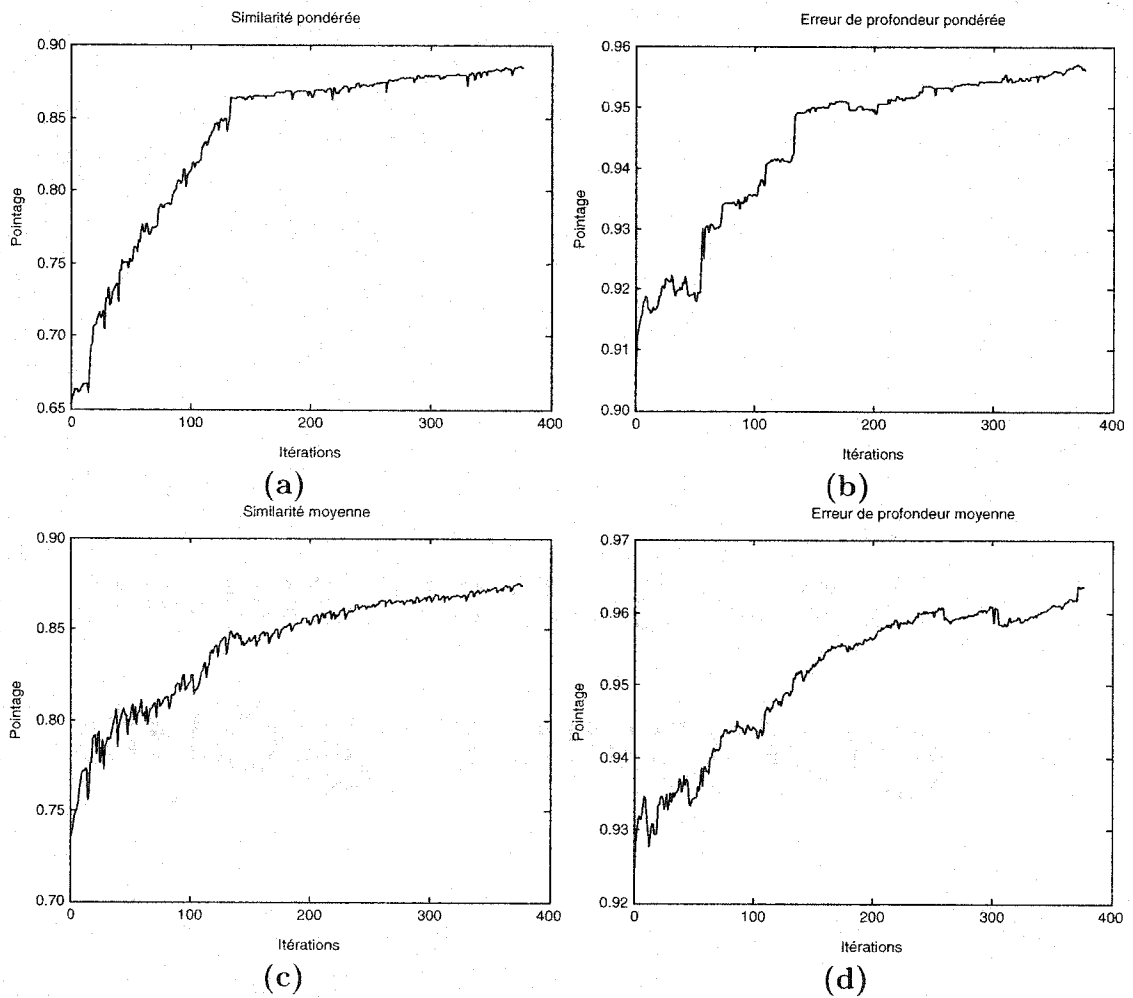 Similarité pondérée
0.90
0.85
0.80
0.75
0.70
0.65
Pointage
0 100 200 300 400
Itérations
(a)
Erreur de profondeur pondérée
0.96
0.95
0.94
0.93
0.92
0.91
0.90
Pointage
0 100 200 300 400
Itérations
(b)
Similarité moyenne
0.90
0.85
0.80
0.75
0.70
Pointage
0 100 200 300 400
Itérations
(c)
Erreur de profondeur moyenne
0.97
0.96
0.95
0.94
0.93
0.92
Pointage
0 100 200 300 400
Itérations
(d)